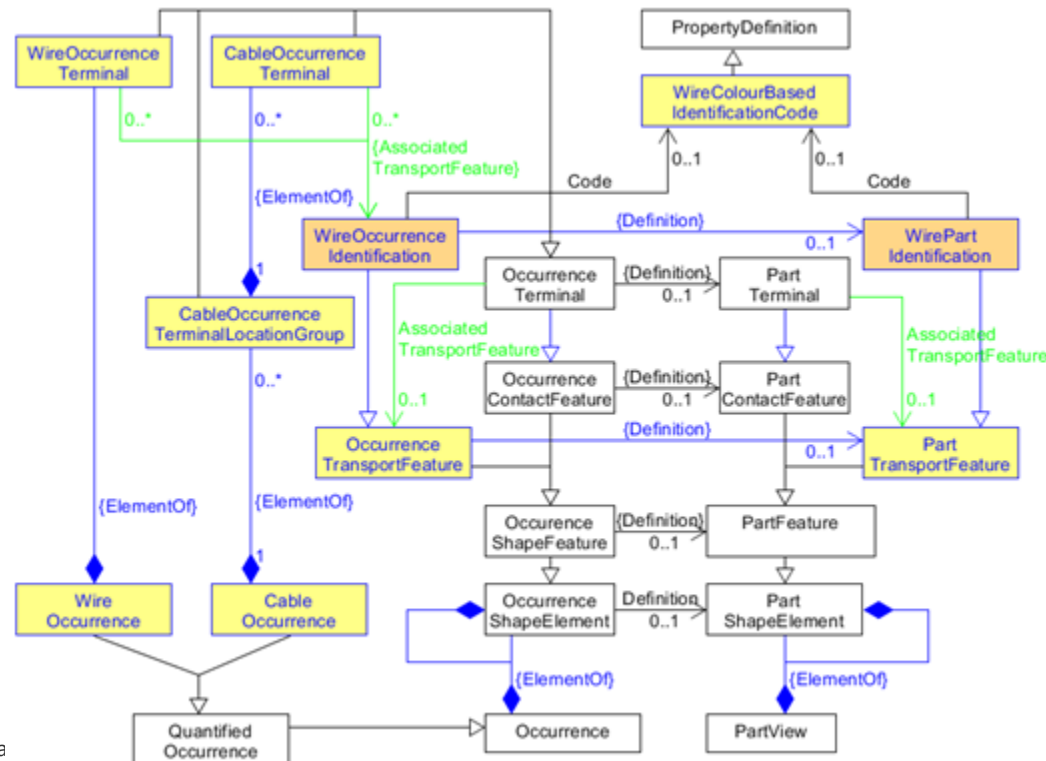 PropertyDefinition
WireOccurrence
Terminal
CableOccurrence
Terminal
WireColourBased
IdentificationCode
0..*
0..*
0..*
{Associated
TransportFeature}
0..1
0..1
Code
Code
{ElementOf}
WireOccurrence
Identification
{Definition}
0..1
WirePart
Identification
1
Occurrence
Terminal
{Definition}
0..1
Part
Terminal
CableOccurrence
TerminalLocationGroup
Associated
TransportFeature
Associated
TransportFeature
0..*
Occurrence
ContactFeature
{Definition}
0..1
Part
ContactFeature
0..1
0..1
Occurrence
TransportFeature
{Definition}
0..1
Part
TransportFeature
{ElementOf}
{ElementOf}
Occurence
ShapeFeature
{Definition}
0..1
PartFeature
1
Wire
Occurrence
Cable
Occurrence
Occurrence
ShapeElement
Definition
0..1
Part
ShapeElement
{ElementOf}
{ElementOf}
Quantified
Occurrence
Occurrence
PartView
a